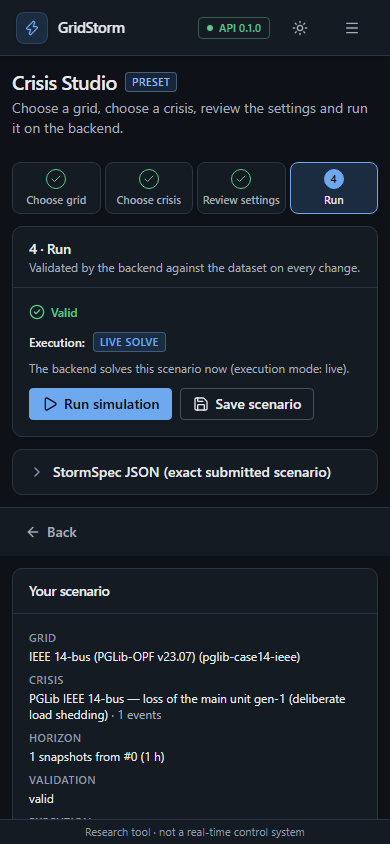 GridStorm
API 0.1.0
Crisis Studio
PRESET
Choose a grid, choose a crisis, review the settings and run
it on the backend.
Choose grid
Choose crisis
Review settings
4
Run
4 · Run
Validated by the backend against the dataset on every change.
Valid
Execution:
LIVE SOLVE
The backend solves this scenario now (execution mode: live).
Run simulation
Save scenario
StormSpec JSON (exact submitted scenario)
Back
Your scenario
GRID
IEEE 14-bus (PGLib-OPF v23.07) (pglib-case14-ieee)
CRISIS
PGLib IEEE 14-bus — loss of the main unit gen-1 (deliberate
load shedding) · 1 events
HORIZON
1 snapshots from #0 (1 h)
VALIDATION
valid
Research tool · not a real-time control system